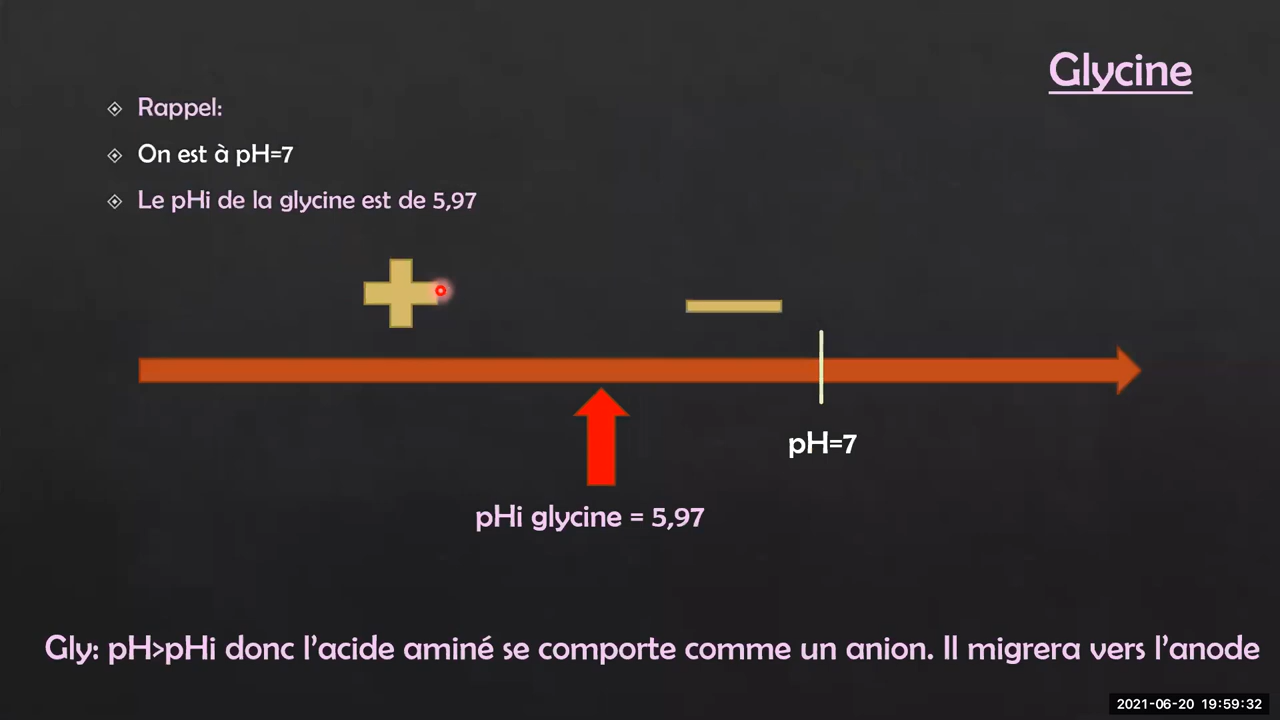 Glycine
Rappel:
On est à pH=7
Le pHi de la glycine est de 5,97
pH=7
pHi glycine = 5,97
Gly: pH>pHi donc l’acide aminé se comporte comme un anion. Il migrera vers l’anode
2021-06-20 19:59:32